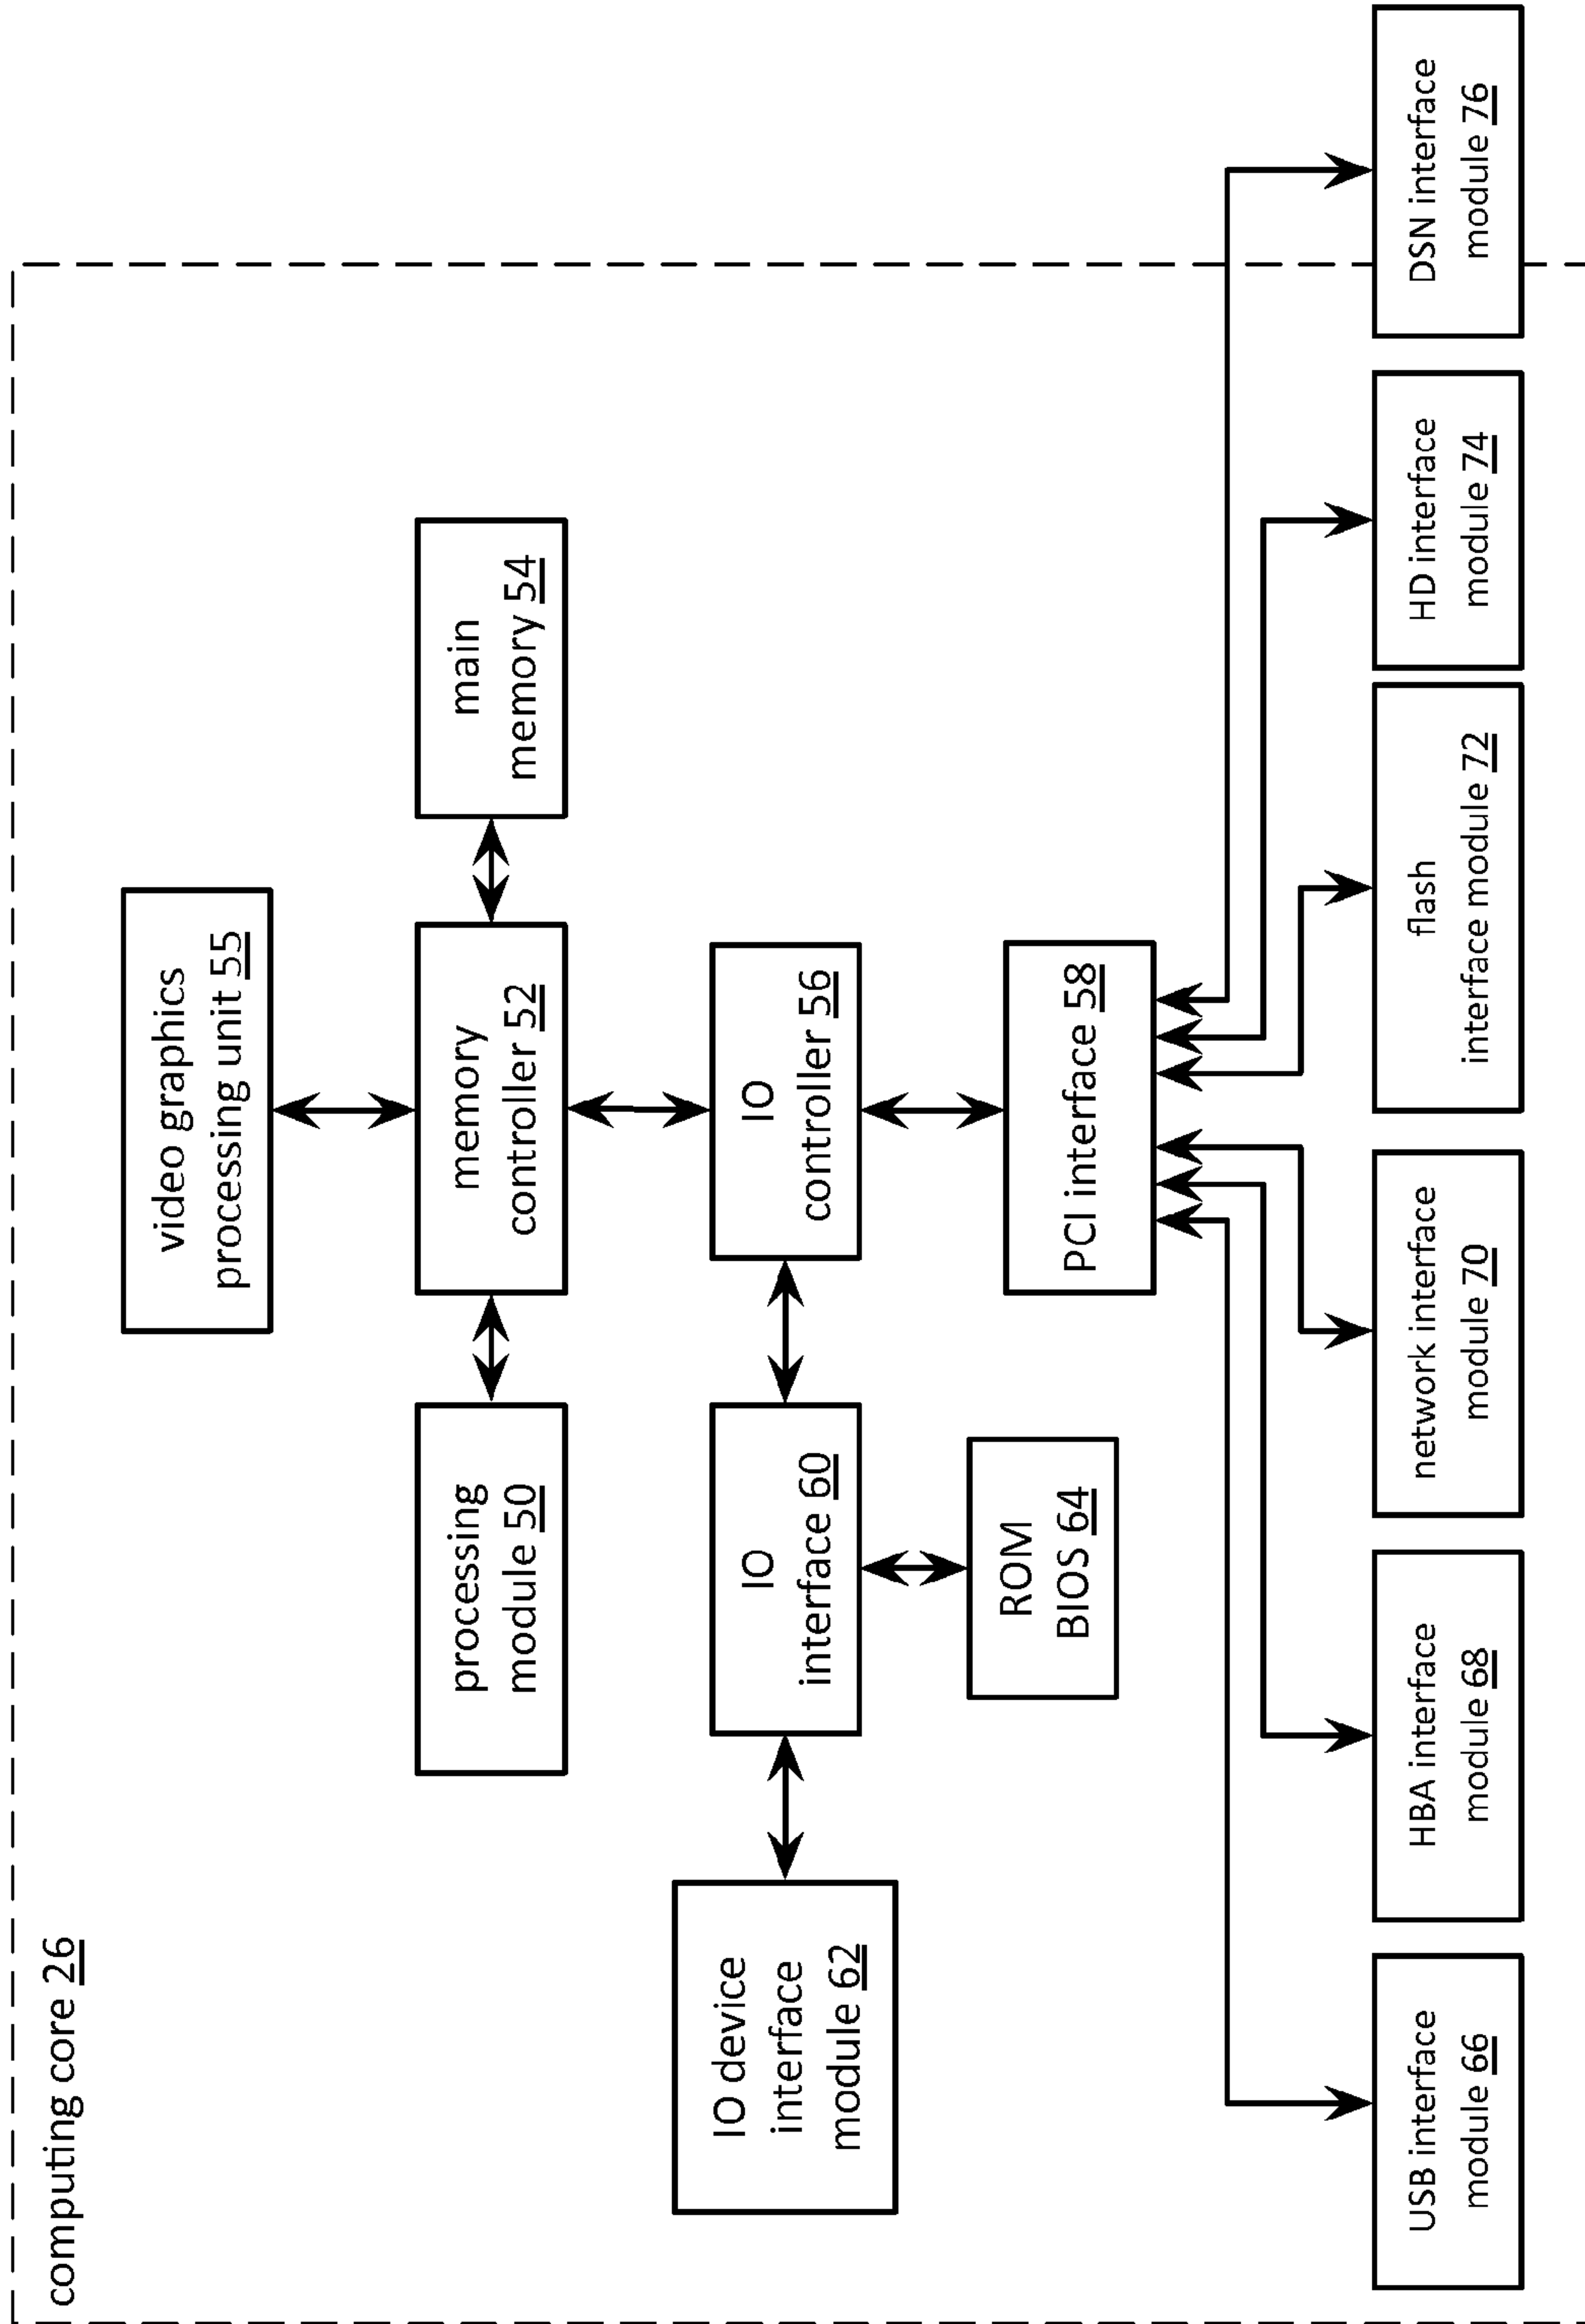 computing core 26
video graphics
processing unit 55
processing
module 50
memory
controller 52
main
memory 54
IO device
interface
module 62
IO
interface 60
IO
controller 56
ROM
BIOS 64
PCI interface 58
USB interface
module 66
HBA interface
module 68
network interface
module 70
flash
interface module 72
HD interface
module 74
DSN interface
module 76